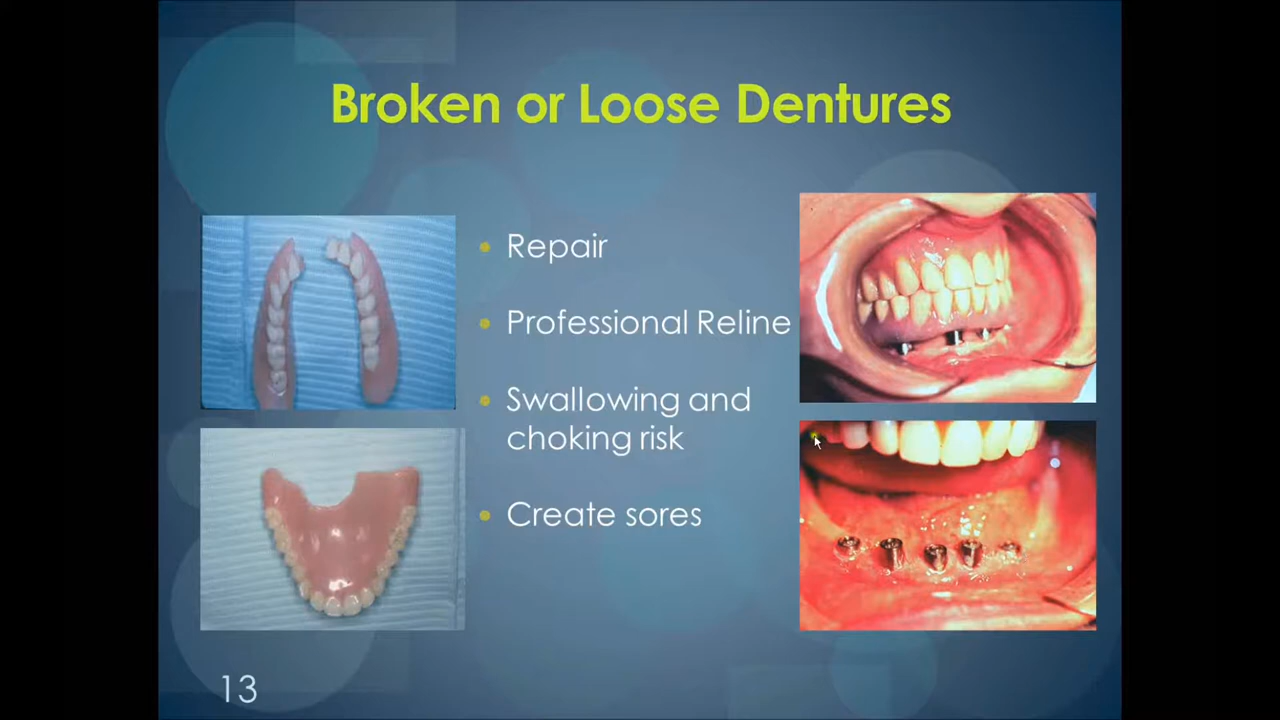 Broken or Loose Dentures
Repair
Professional Reline
Swallowing and
choking risk
Create sores
13